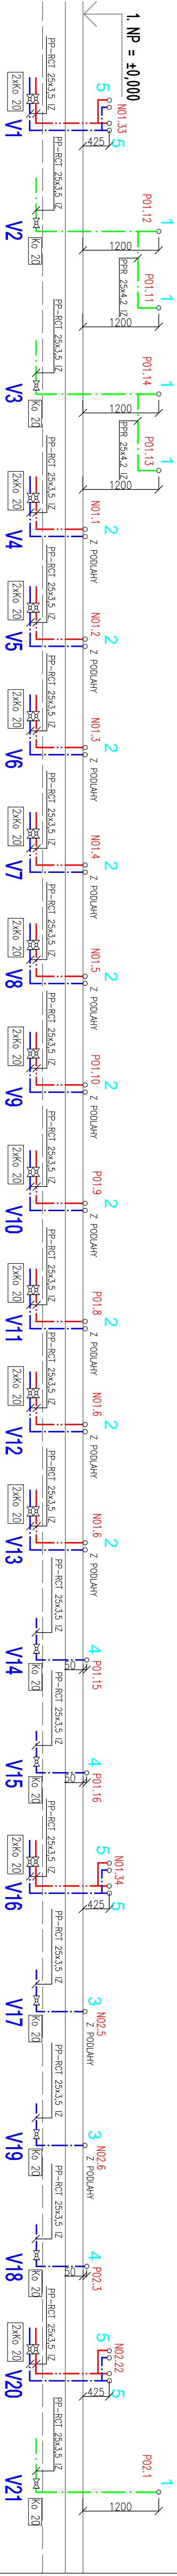 1. NP = ±0,000
5
N01.33
5
425
PP-RCT 25x3,5 IZ
2xKo 20
V1
1
P01.12
1200
PP-RCT 25x3,5 IZ
Ko 20
V2
1
P01.11
1200
PPR 25x4,2 IZ
1
P01.14
1200
PP-RCT 25x3,5 IZ
Ko 20
V3
1
P01.13
1200
PPR 25x4,2 IZ
2
N01.1
Z PODLAHY
PP-RCT 25x3,5 IZ
2xKo 20
V4
2
N01.2
Z PODLAHY
PP-RCT 25x3,5 IZ
2xKo 20
V5
2
N01.3
Z PODLAHY
PP-RCT 25x3,5 IZ
2xKo 20
V6
2
N01.4
Z PODLAHY
PP-RCT 25x3,5 IZ
2xKo 20
V7
2
N01.5
Z PODLAHY
PP-RCT 25x3,5 IZ
2xKo 20
V8
2
P01.10
Z PODLAHY
PP-RCT 25x3,5 IZ
2xKo 20
V9
2
P01.9
Z PODLAHY
PP-RCT 25x3,5 IZ
2xKo 20
V10
2
P01.8
Z PODLAHY
PP-RCT 25x3,5 IZ
2xKo 20
V11
2
N01.6
Z PODLAHY
PP-RCT 25x3,5 IZ
2xKo 20
V12
2
N01.6
Z PODLAHY
PP-RCT 25x3,5 IZ
2xKo 20
V13
4
P01.15
50
PP-RCT 25x3,5 IZ
Ko 20
V14
4
P01.16
50
PP-RCT 25x3,5 IZ
Ko 20
V15
5
N01.34
5
425
PP-RCT 25x3,5 IZ
2xKo 20
V16
3
N02.5
Z PODLAHY
PP-RCT 25x3,5 IZ
Ko 20
V17
3
N02.6
Z PODLAHY
PP-RCT 25x3,5 IZ
Ko 20
V19
4
P02.3
50
PP-RCT 25x3,5 IZ
Ko 20
V18
5
N02.22
5
425
PP-RCT 25x3,5 IZ
2xKo 20
V20
1
P02.1
1200
PP-RCT 25x3,5 IZ
Ko 20
V21